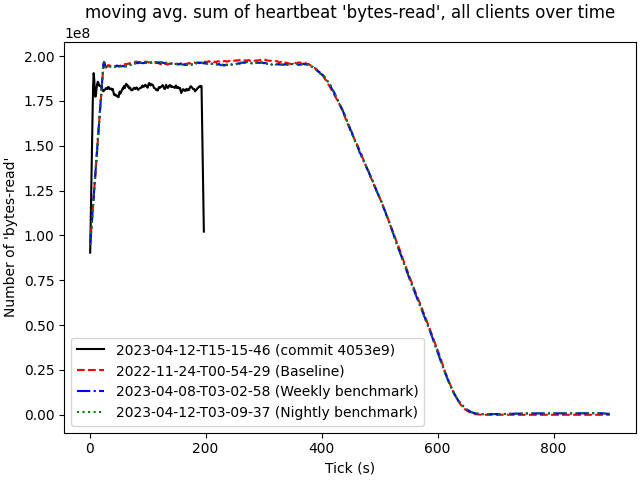 moving avg. sum of heartbeat 'bytes-read', all clients over time
1e8
2.00
1.75
1.50
1.25
1.00
0.75
0.50
0.25
0.00
Number of 'bytes-read'
2023-04-12-T15-15-46 (commit 4053e9)
2022-11-24-T00-54-29 (Baseline)
2023-04-08-T03-02-58 (Weekly benchmark)
2023-04-12-T03-09-37 (Nightly benchmark)
0 200 400 600 800
Tick (s)